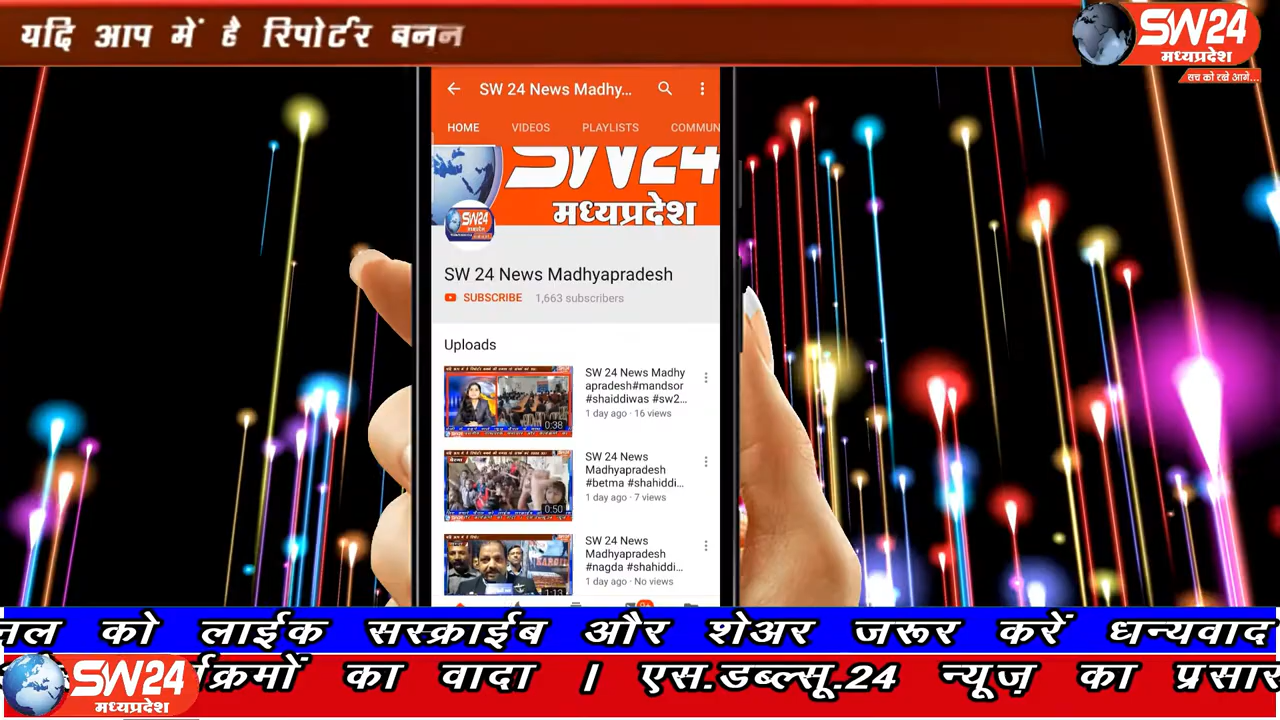 यदि आप में है रिपोर्टर बनन
SW24
मध्यप्रदेश
सच को रखे आगे...
SW 24 News Madhy...
HOME VIDEOS PLAYLISTS COMMUN
SW24
मध्यप्रदेश
SW24
SW 24 News Madhyapradesh
SUBSCRIBE 1,663 subscribers
Uploads
SW 24 News Madhy
apradesh#mandsor
#shaiddiwas #sw2...
1 day ago · 16 views
0:38
SW 24 News
Madhyapradesh
#betma #shahiddi...
1 day ago · 7 views
0:50
SW 24 News
Madhyapradesh
#nagda #shahiddi...
1 day ago · No views
1:13
नल को लाईक सस्क्राईब और शेअर जरूर करें धन्यवाद
र्यक्रमों का वादा । एस.डब्ल्सू.24 न्यूज़ का प्रसार
SW24
मध्यप्रदेश